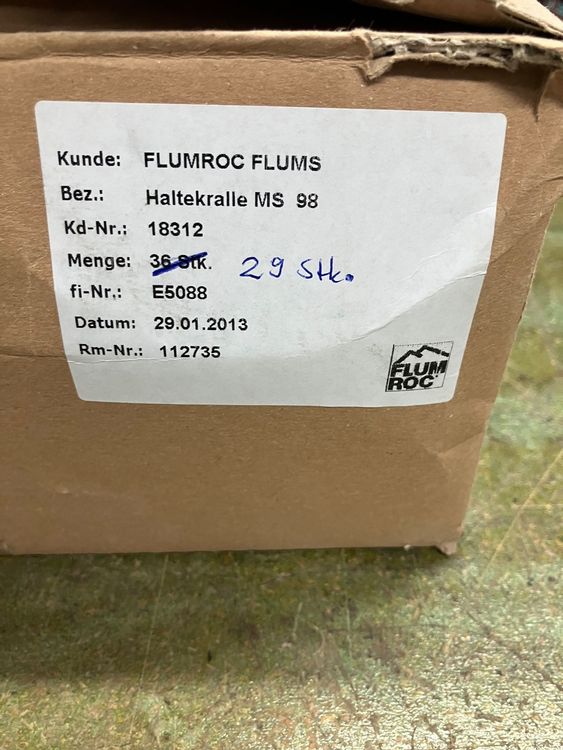 Kunde: FLUMROC FLUMS
Bez.: Haltekralle MS 98
Kd-Nr.: 18312
Menge: 36 Stk. 29 Stk.
fi-Nr.: E5088
Datum: 29.01.2013
Rm-Nr.: 112735
FLUM
ROC